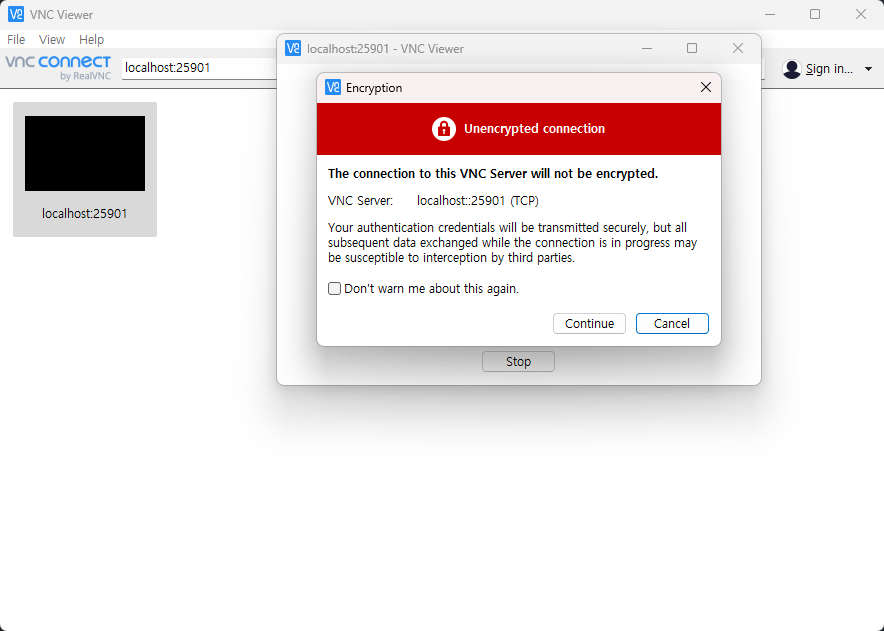 VNC Viewer
File View Help
vnc connect
by RealVNC
localhost:25901
Sign in...
localhost:25901
localhost:25901 - VNC Viewer
Encryption
Unencrypted connection
The connection to this VNC Server will not be encrypted.
VNC Server: localhost::25901 (TCP)
Your authentication credentials will be transmitted securely, but all
subsequent data exchanged while the connection is in progress may
be susceptible to interception by third parties.
Don't warn me about this again.
Continue Cancel
Stop